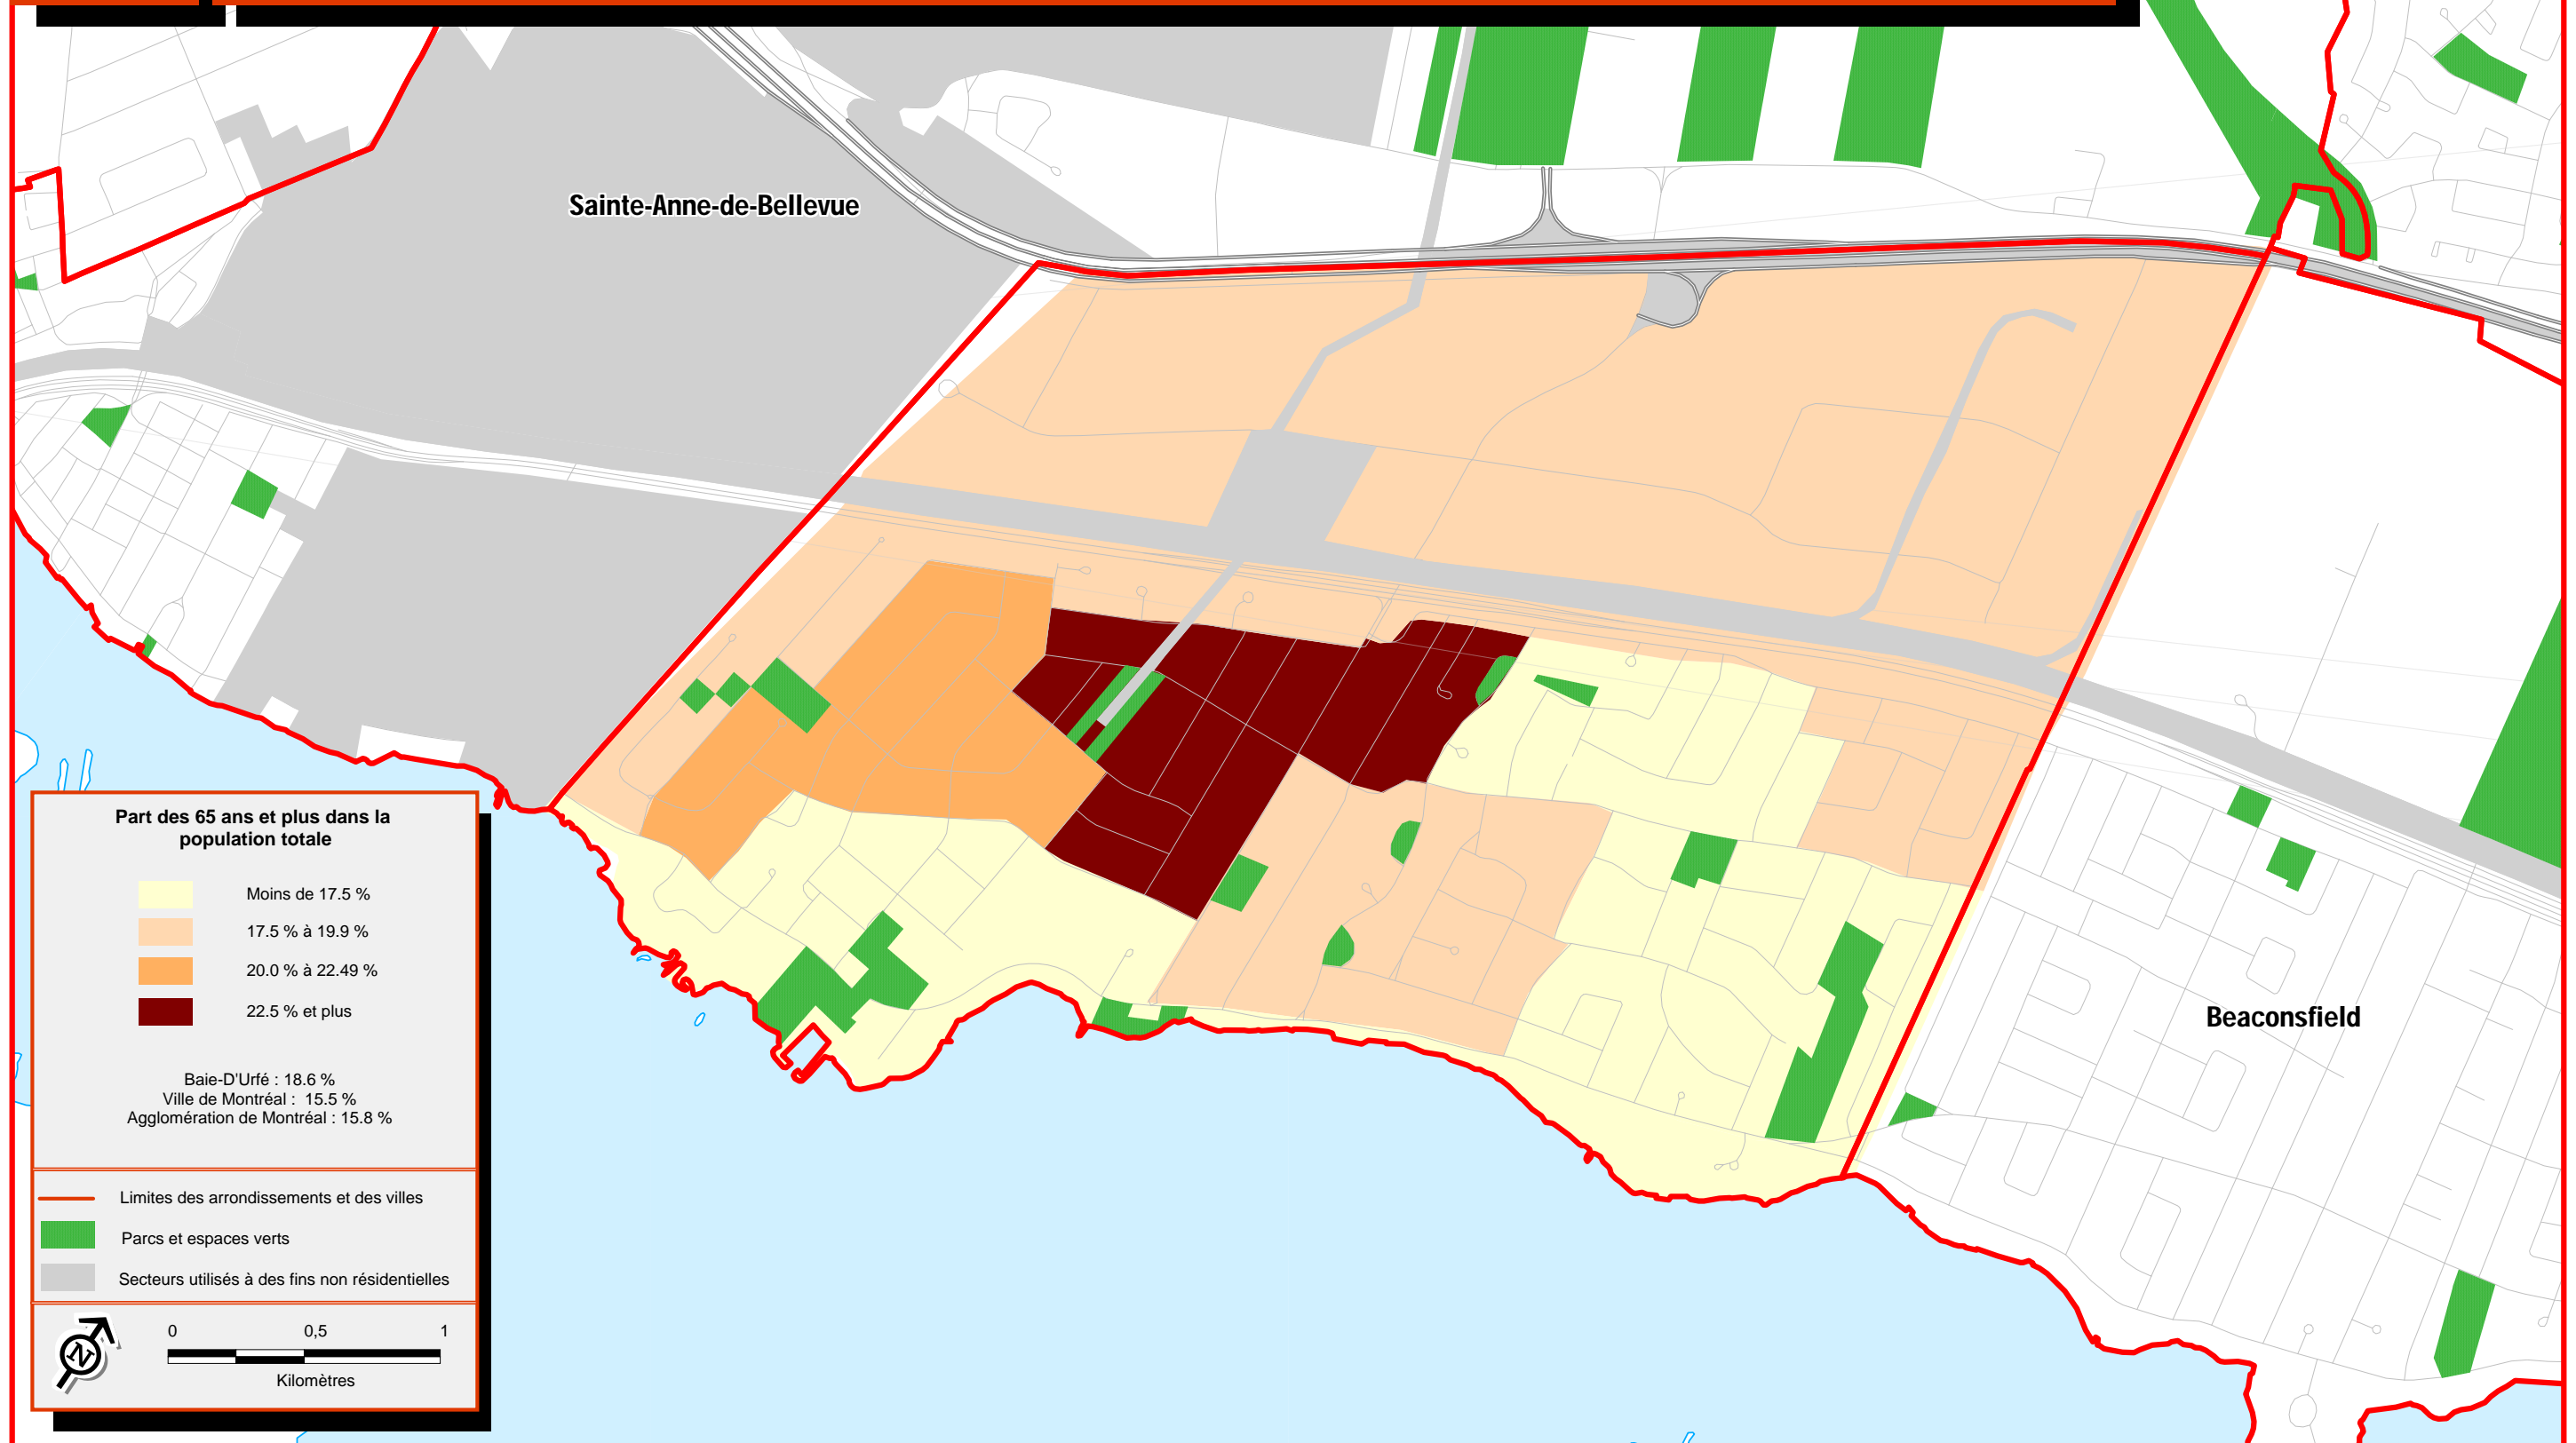 Sainte-Anne-de-Bellevue
Part des 65 ans et plus dans la
population totale
Moins de 17.5 %
17.5 % à 19.9 %
20.0 % à 22.49 %
22.5 % et plus
Baie-D'Urfé : 18.6 %
Ville de Montréal : 15.5 %
Agglomération de Montréal : 15.8 %
Limites des arrondissements et des villes
Parcs et espaces verts
Secteurs utilisés à des fins non résidentielles
N
0 0,5 1
Kilomètres
Beaconsfield